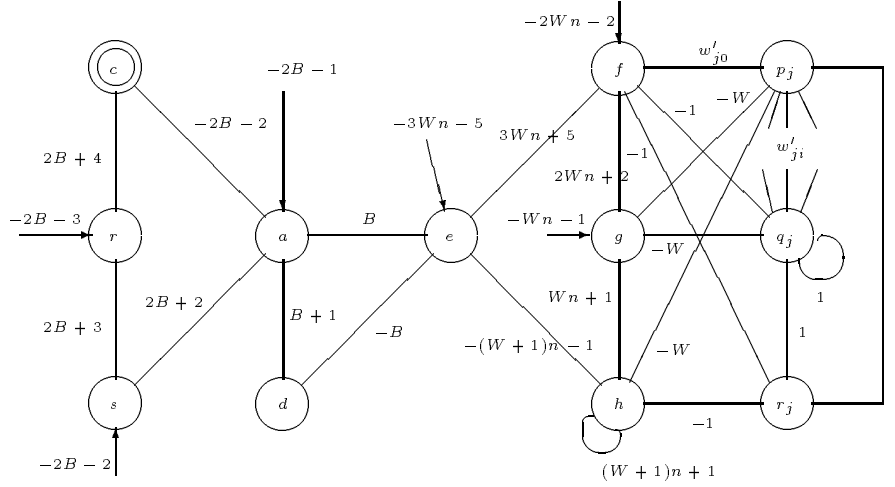 −2Wn − 2
w′j0
c
−2B − 1
f
pj
−W
−1
−2B − 2
−3Wn − 5
3Wn + 5
w′ji
2B + 4
−1
2Wn + 2
−2B − 3
B
−Wn − 1
r
a
e
g
qj
−W
2B + 2
Wn + 1
1
2B + 3
B + 1
−B
1
−(W + 1)n − 1
−W
s
d
h
rj
−1
−2B − 2
(W + 1)n + 1